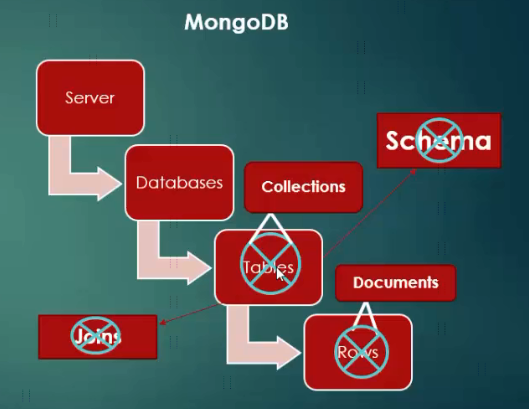 MongoDB
Server
Schema
Databases
Collections
Tables
Documents
Joins
Rows